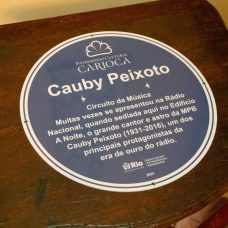 PATRIMÔNIO CULTURAL
CARIOCA
Cauby Peixoto
Circuito da Música
Muitas vezes se apresentou na Rádio
Nacional, quando sediada aqui no Edifício
A Noite, o grande cantor e astro da MPB
Cauby Peixoto (1931-2016), um dos
principais protagonistas da
era de ouro do rádio.
Rio